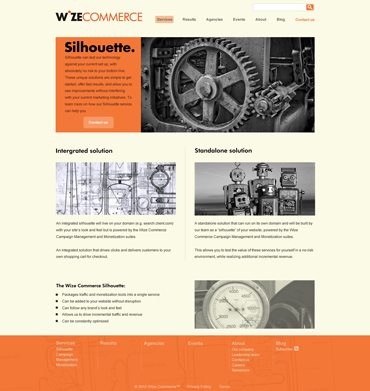 WIZECOMMERCE
Services Results Agencies Events About Blog Contact us
Silhouette.
Silhouette can test our technology
against your current set-up, with
absolutely no risk to your bottom line.
These unique solutions are simple to get
started, offer fast results, and allow you to
see improvements without interfering
with your current marketing initiatives. To
learn more on how our Silhouette service
can help you
Contact us
Intergrated solution
An integrated silhouette will live on your domain (e.g. search.client.com)
with your site's look and feel but is powered by the Wize Commerce
Campaign Management and Monetization suites.
An integrated solution that drives clicks and delivers customers to your
own shopping cart for checkout.
Standalone solution
A standalone solution that can run on its own domain and will be built by
our team as a "silhouette" of your website, powered by the Wize
Commerce Campaign Management and Monetization suites.
This allows you to test the value of these services for yourself in a no risk
environment, while realizing additional incremental revenue.
The Wize Commerce Silhouette:
Packages traffic and monetization tools into a single service
Can be added to your website without disruption
Can follow any brand's look and feel
Allows us to drive incremental traffic and revenue
Can be constantly optimised
Services
Silhouette
Campaign
Management
Monetization
Results
Agencies
Events
About
Our company
Leadership team
Contact us
Careers
Newsroom
Blog
Subscribe
© 2012 Wize Commerce™ Privacy Policy Terms